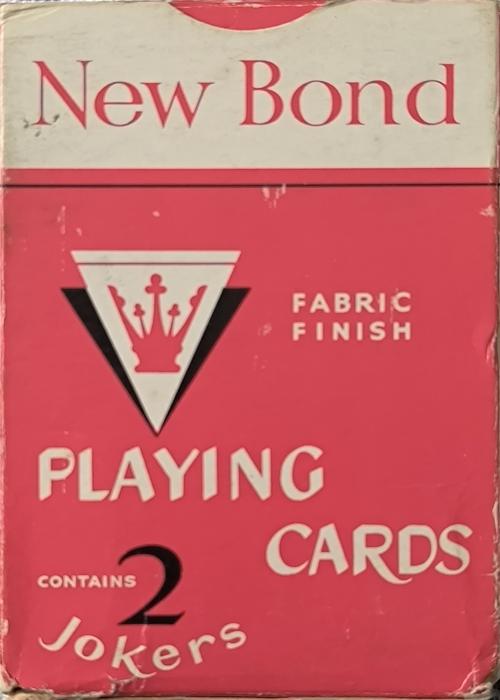 New Bond
FABRIC
FINISH
PLAYING
CARDS
CONTAINS 2
Jokers